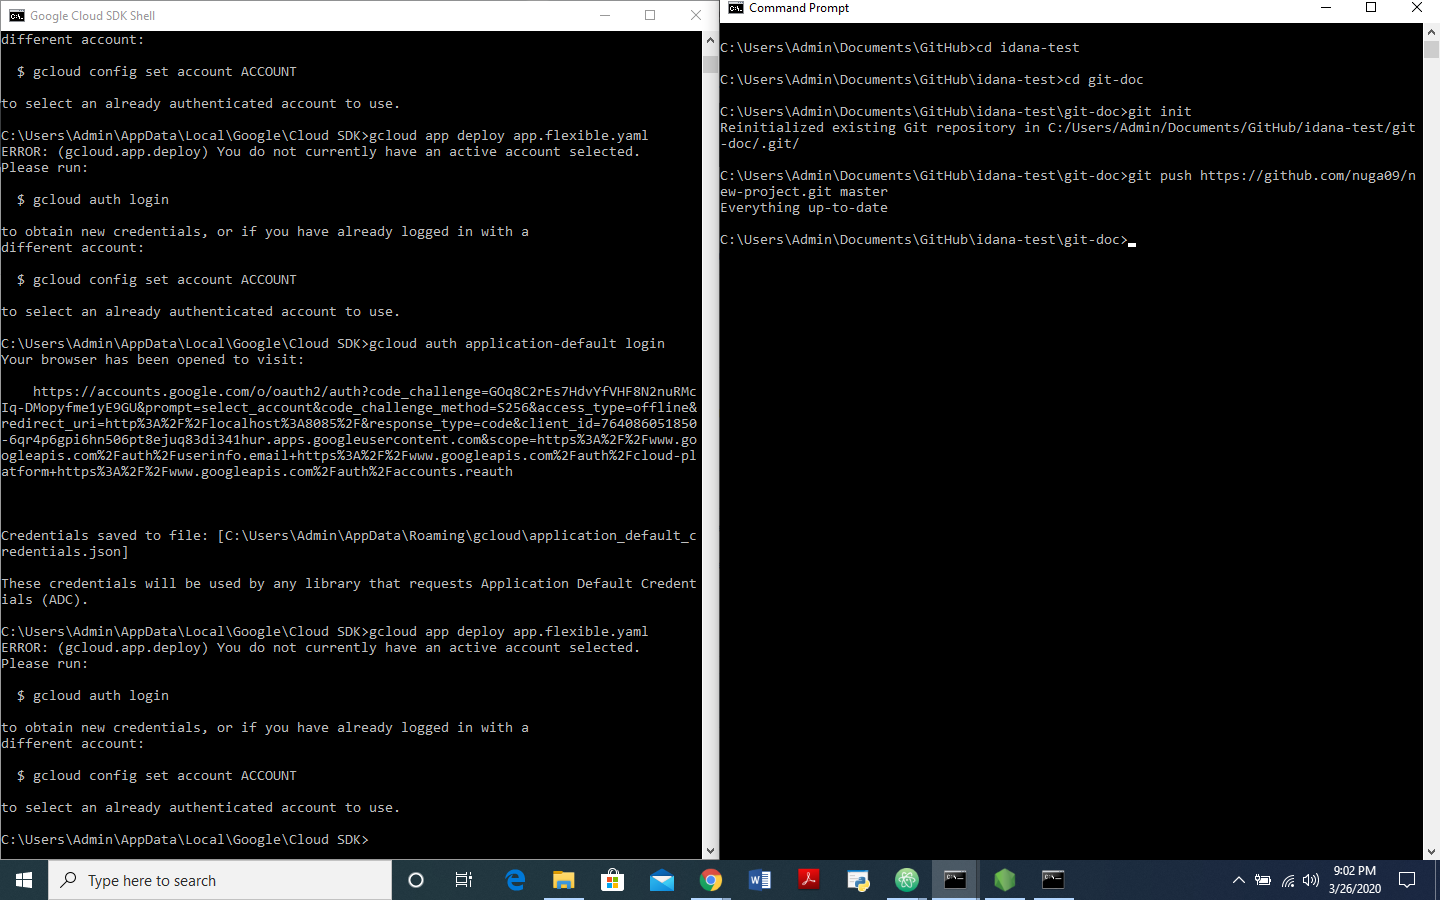 Google Cloud SDK Shell
different account:
$ gcloud config set account ACCOUNT
to select an already authenticated account to use.
C:\Users\Admin\AppData\Local\Google\Cloud SDK>gcloud app deploy app.flexible.yaml
ERROR: (gcloud.app.deploy) You do not currently have an active account selected.
Please run:
$ gcloud auth login
to obtain new credentials, or if you have already logged in with a
different account:
$ gcloud config set account ACCOUNT
to select an already authenticated account to use.
C:\Users\Admin\AppData\Local\Google\Cloud SDK>gcloud auth application-default login
Your browser has been opened to visit:
https://accounts.google.com/o/oauth2/auth?code_challenge=GOq8C2rEs7HdvYfVHF8N2nuRMc
Iq-DMopyfme1yE9GU&prompt=select_account&code_challenge_method=S256&access_type=offline&
redirect_uri=http%3A%2F%2Flocalhost%3A8085%2F&response_type=code&client_id=764086051850
-6qr4p6gpi6hn506pt8ejuq83di341hur.apps.googleusercontent.com&scope=https%3A%2F%2Fwww.go
ogleapis.com%2Fauth%2Fuserinfo.email+https%3A%2F%2Fwww.googleapis.com%2Fauth%2Fcloud-pl
atform+https%3A%2F%2Fwww.googleapis.com%2Fauth%2Faccounts.reauth
Credentials saved to file: [C:\Users\Admin\AppData\Roaming\gcloud\application_default_c
redentials.json]
These credentials will be used by any library that requests Application Default Credent
ials (ADC).
C:\Users\Admin\AppData\Local\Google\Cloud SDK>gcloud app deploy app.flexible.yaml
ERROR: (gcloud.app.deploy) You do not currently have an active account selected.
Please run:
$ gcloud auth login
to obtain new credentials, or if you have already logged in with a
different account:
$ gcloud config set account ACCOUNT
to select an already authenticated account to use.
C:\Users\Admin\AppData\Local\Google\Cloud SDK>
Command Prompt
C:\Users\Admin\Documents\GitHub>cd idana-test
C:\Users\Admin\Documents\GitHub\idana-test>cd git-doc
C:\Users\Admin\Documents\GitHub\idana-test\git-doc>git init
Reinitialized existing Git repository in C:/Users/Admin/Documents/GitHub/idana-test/git
-doc/.git/
C:\Users\Admin\Documents\GitHub\idana-test\git-doc>git push https://github.com/nuga09/n
ew-project.git master
Everything up-to-date
C:\Users\Admin\Documents\GitHub\idana-test\git-doc>
Type here to search
9:02 PM
3/26/2020